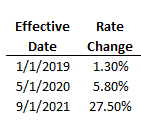 Effective Rate
Date Change
1/1/2019 1.30%
5/1/2020 5.80%
9/1/2021 27.50%